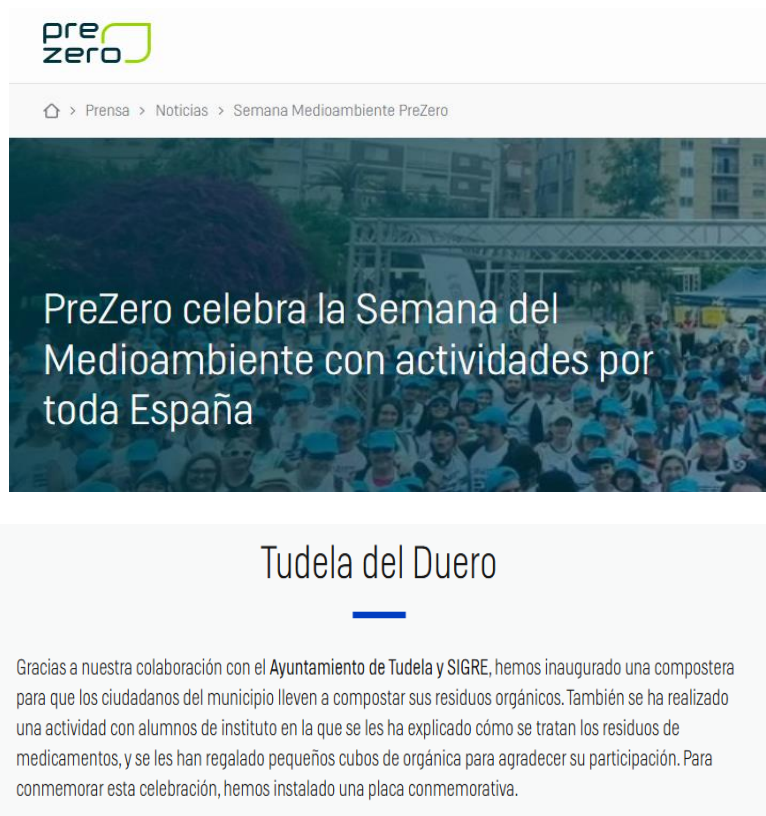 pre
zero
> Prensa > Noticias > Semana Medioambiente PreZero
PreZero celebra la Semana del
Medioambiente con actividades por
toda España
Tudela del Duero
Gracias a nuestra colaboración con el Ayuntamiento de Tudela y SIGRE, hemos inaugurado una compostera
para que los ciudadanos del municipio lleven a compostar sus residuos orgánicos. También se ha realizado
una actividad con alumnos de instituto en la que se les ha explicado cómo se tratan los residuos de
medicamentos, y se les han regalado pequeños cubos de orgánica para agradecer su participación. Para
conmemorar esta celebración, hemos instalado una placa conmemorativa.